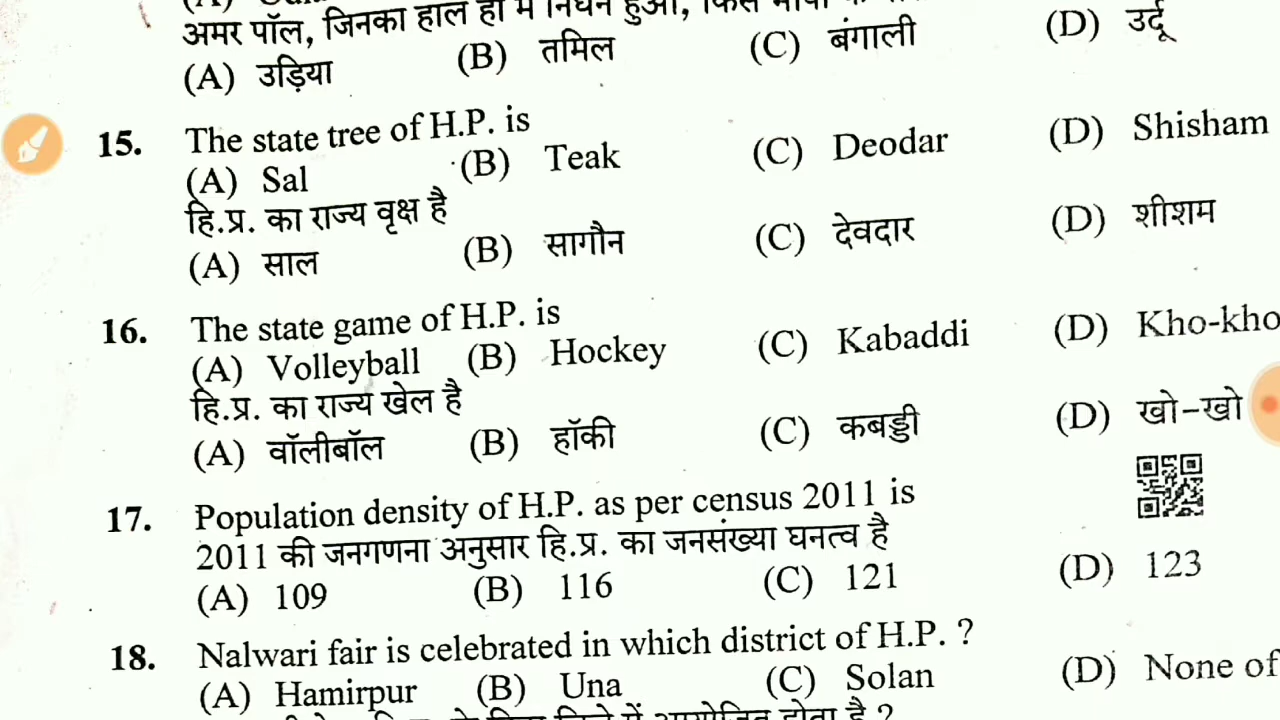 अमर पॉल, जिनका हाल ही में निधन हुआ, किस
(A) उड़िया (B) तमिल (C) बंगाली (D) उर्दू
15. The state tree of H.P. is
(A) Sal (B) Teak (C) Deodar (D) Shisham
हि.प्र. का राज्य वृक्ष है
(A) साल (B) सागौन (C) देवदार (D) शीशम
16. The state game of H.P. is
(A) Volleyball (B) Hockey (C) Kabaddi (D) Kho-kho
हि.प्र. का राज्य खेल है
(A) वॉलीबॉल (B) हॉकी (C) कबड्डी (D) खो-खो
17. Population density of H.P. as per census 2011 is
2011 की जनगणना अनुसार हि.प्र. का जनसंख्या घनत्व है
(A) 109 (B) 116 (C) 121 (D) 123
18. Nalwari fair is celebrated in which district of H.P. ?
(A) Hamirpur (B) Una (C) Solan (D) None of